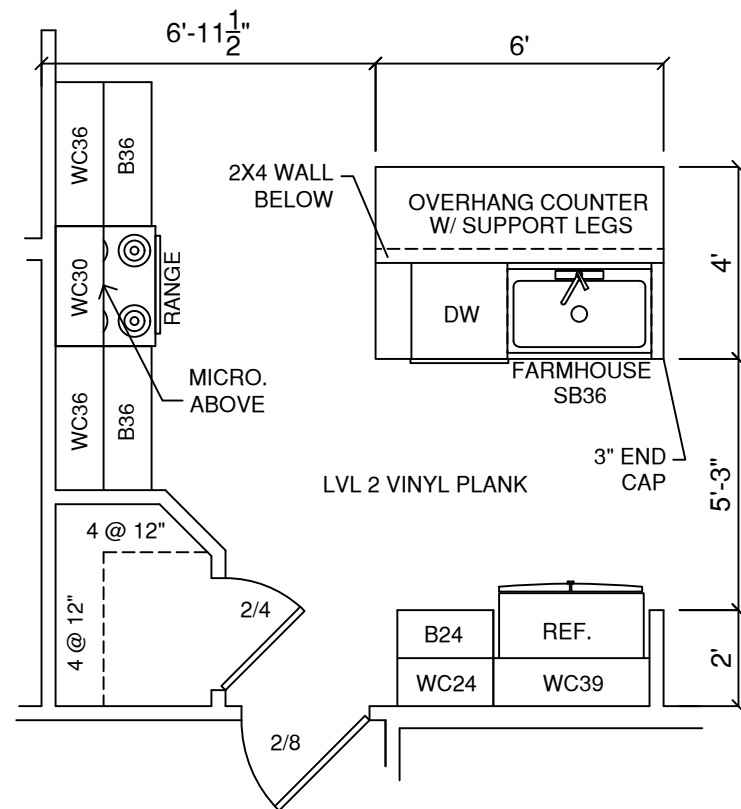 6'-11 1/2"
6'
WC36
B36
2X4 WALL
BELOW
OVERHANG COUNTER
W/ SUPPORT LEGS
4'
WC30
RANGE
DW
FARMHOUSE
SB36
MICRO.
ABOVE
WC36
B36
3" END
CAP
LVL 2 VINYL PLANK
5'-3"
4 @ 12"
4 @ 12"
2/4
B24
REF.
WC24
WC39
2'
2/8